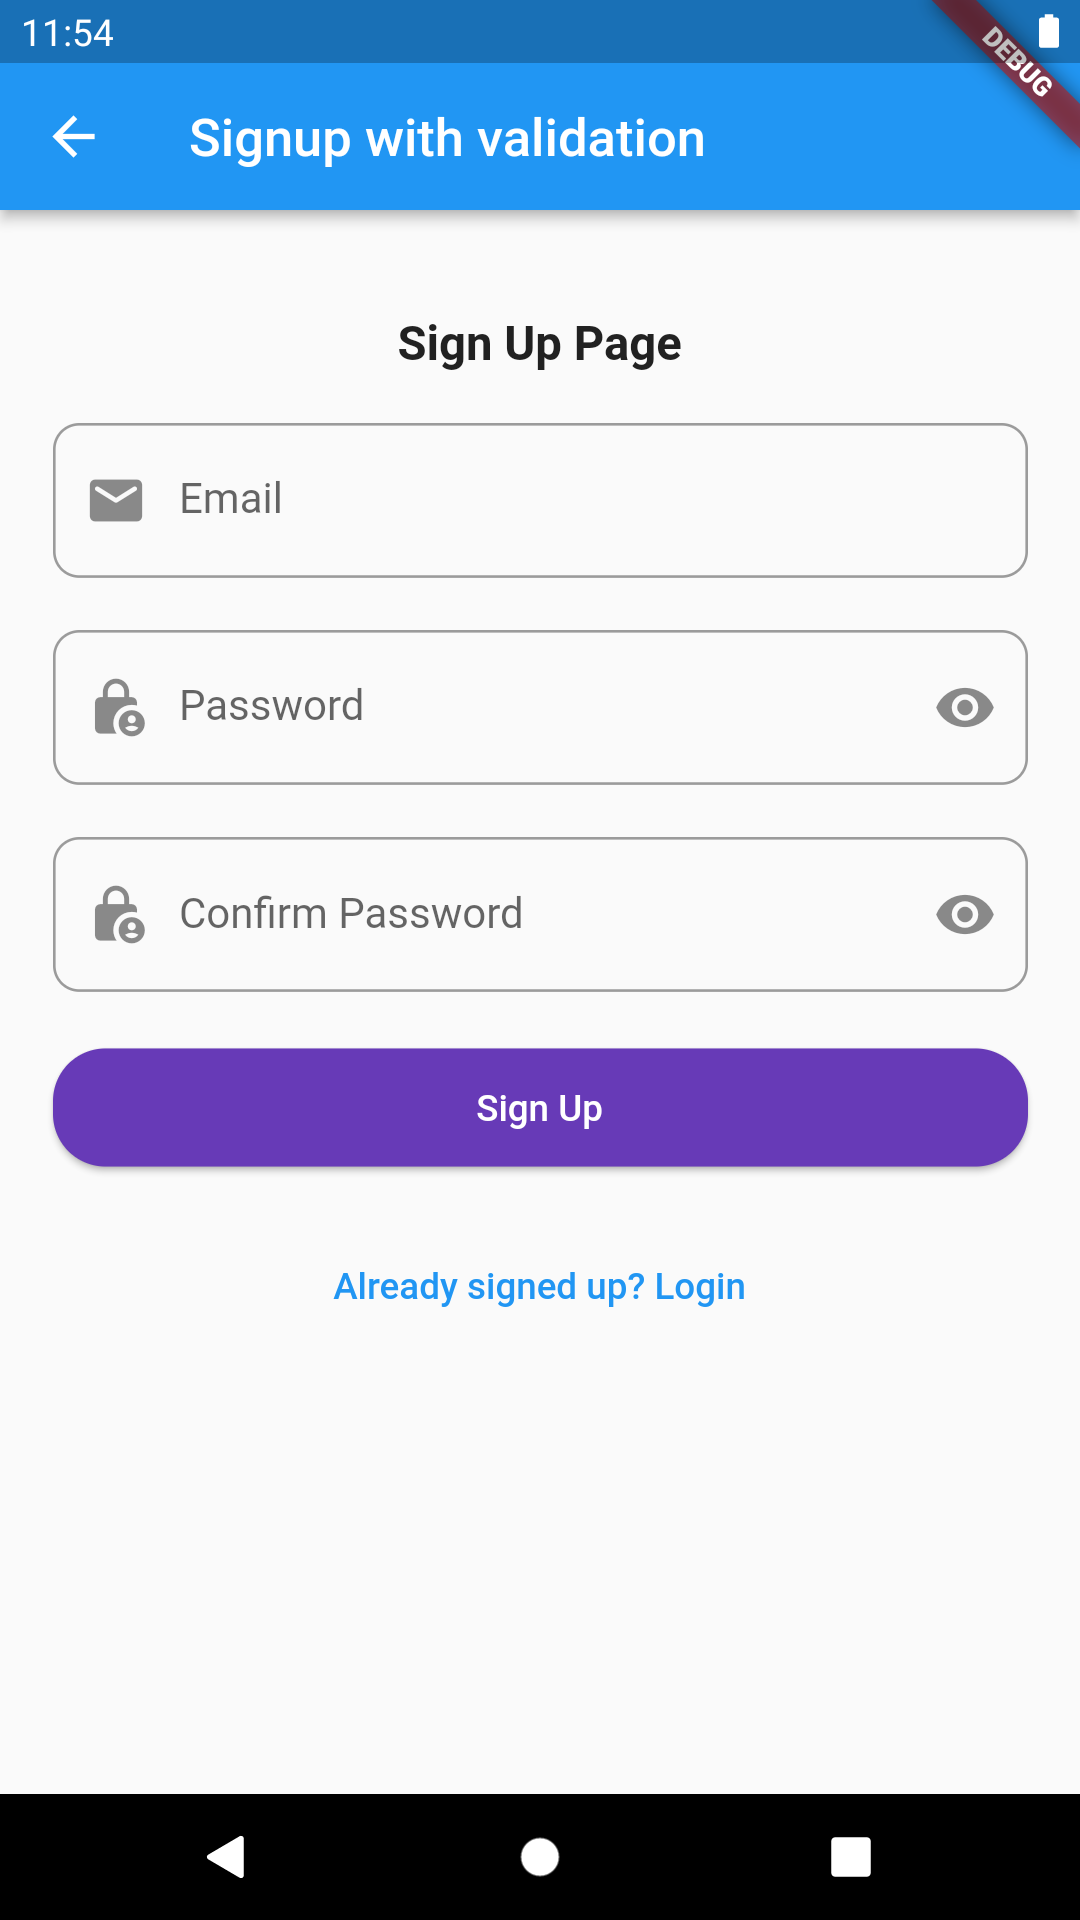 11:54
DEBUG
Signup with validation
Sign Up Page
Email
Password
Confirm Password
Sign Up
Already signed up? Login